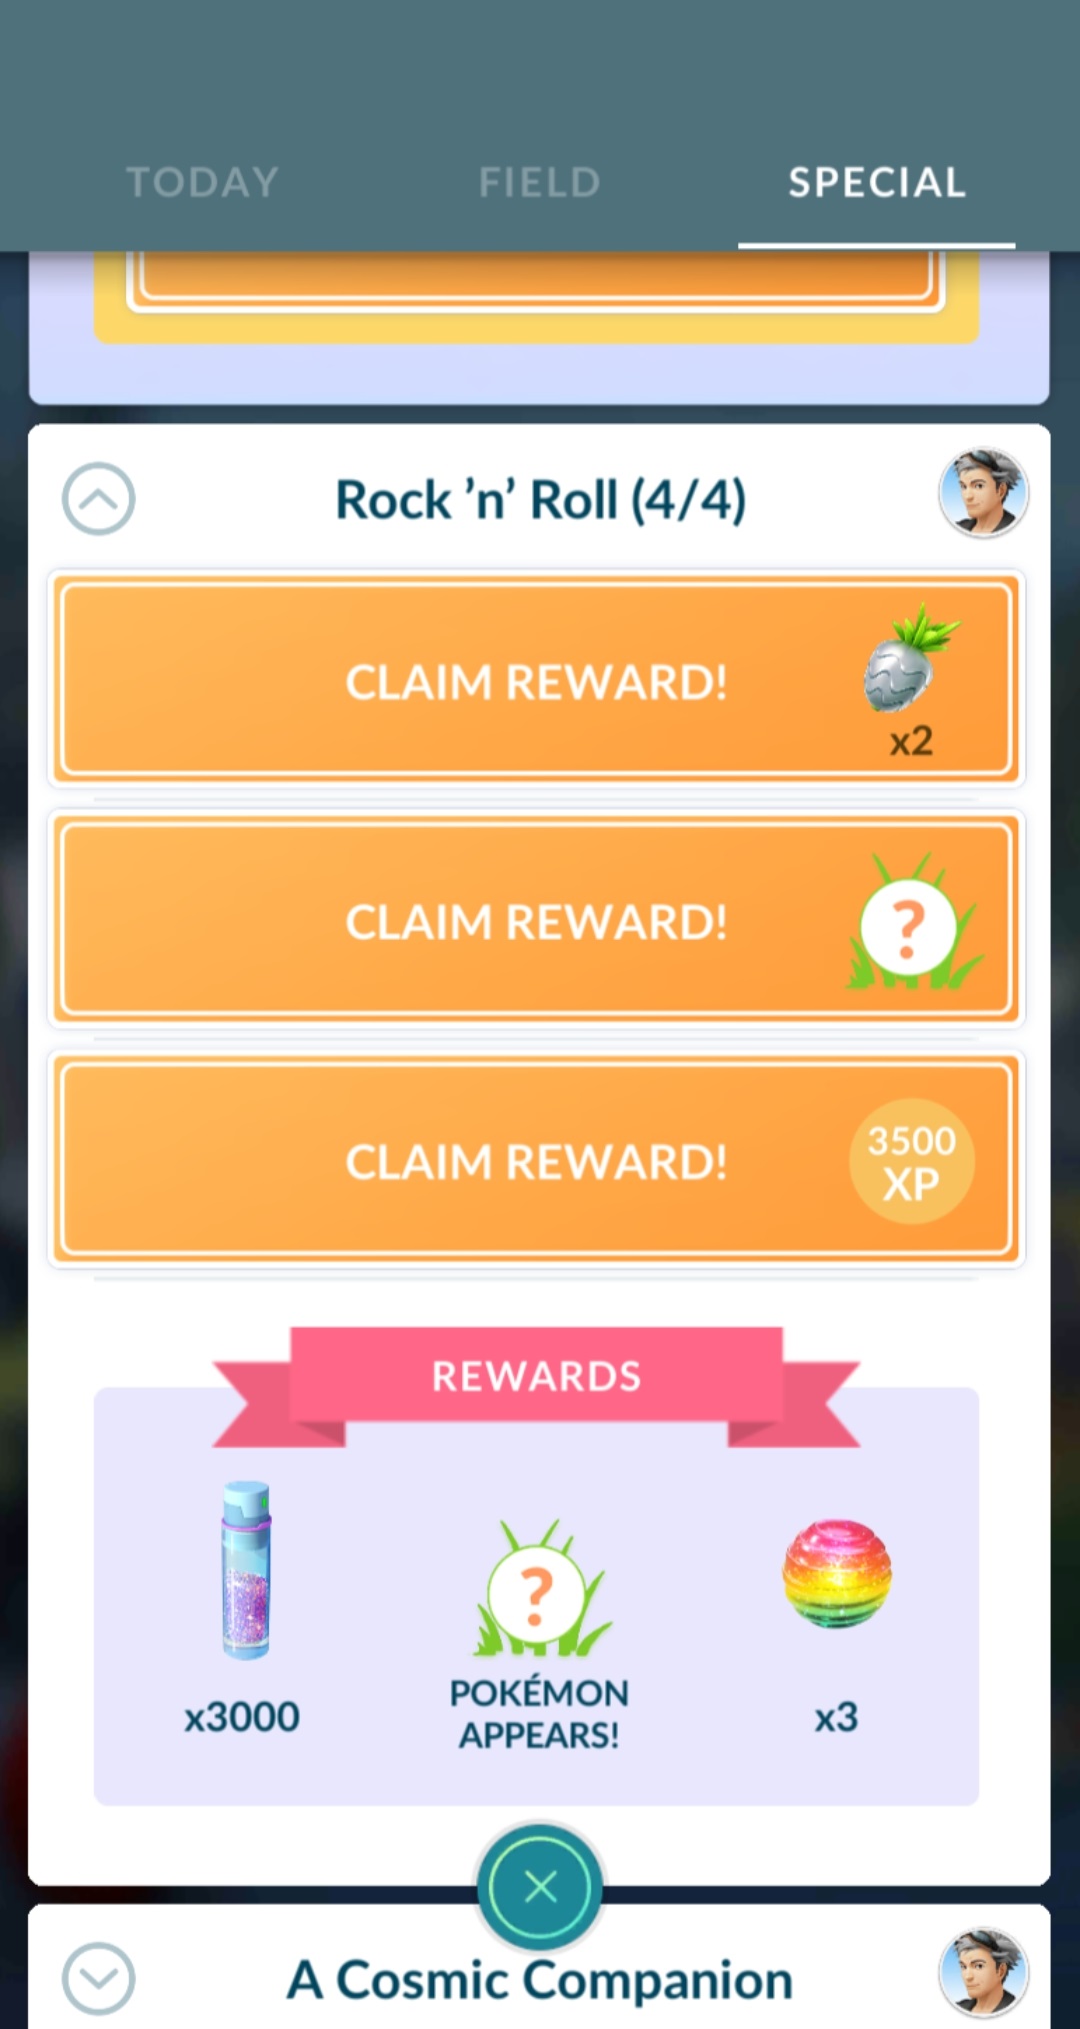 TODAY
FIELD
SPECIAL
Rock ’n’ Roll (4/4)
CLAIM REWARD!
x2
CLAIM REWARD!
?
CLAIM REWARD!
3500
XP
REWARDS
x3000
?
POKÉMON
APPEARS!
x3
A Cosmic Companion